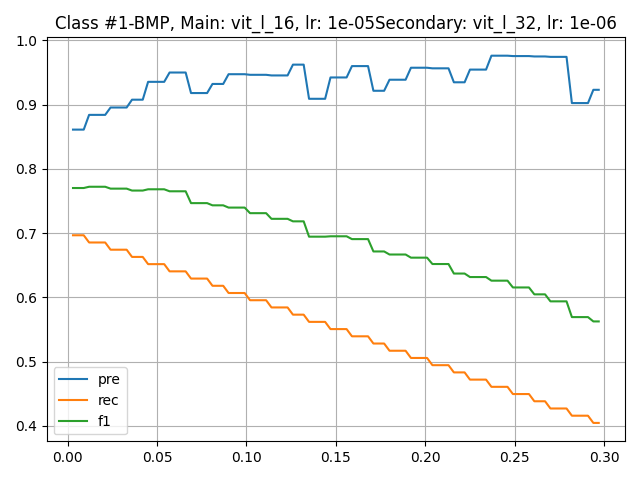 Class #1-BMP, Main: vit_l_16, lr: 1e-05Secondary: vit_l_32, lr: 1e-06
1.0
0.9
0.8
0.7
0.6
0.5
0.4
pre
rec
f1
0.00 0.05 0.10 0.15 0.20 0.25 0.30